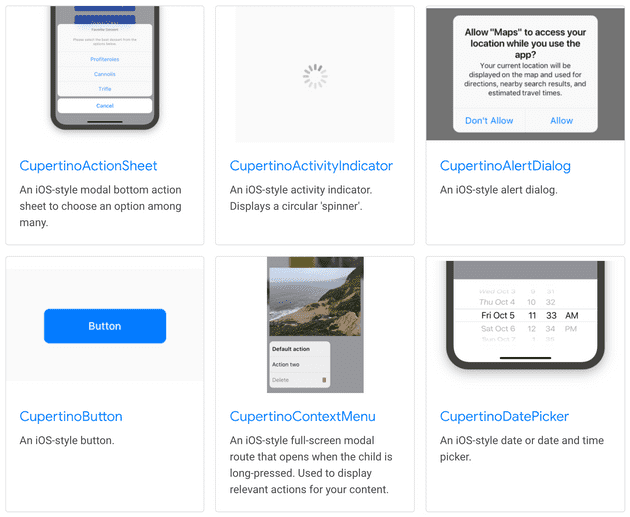 Please select the best dessert from the
options below.
Profiteroles
Cannolis
Trifle
Cancel
Allow "Maps" to access your
location while you use the
app?
Your current location will
be displayed on the map and used for
directions, nearby search results, and
estimated travel times.
Don't Allow
Allow
CupertinoActionSheet
An iOS-style modal bottom action
sheet to choose an option among
many.
CupertinoActivityIndicator
An iOS-style activity indicator.
Displays a circular 'spinner'.
CupertinoAlertDialog
An iOS-style alert dialog.
Button
Default action
Action two
Delete
Wed Oct 3 9 31
Thu Oct 4 10 32
Fri Oct 5 11 33 AM
Sat Oct 6 12 34 PM
Sun Oct 7 1 35
CupertinoButton
An iOS-style button.
CupertinoContextMenu
An iOS-style full-screen modal
route that opens when the child is
long-pressed. Used to display
relevant actions for your content.
CupertinoDatePicker
An iOS-style date or date and time
picker.